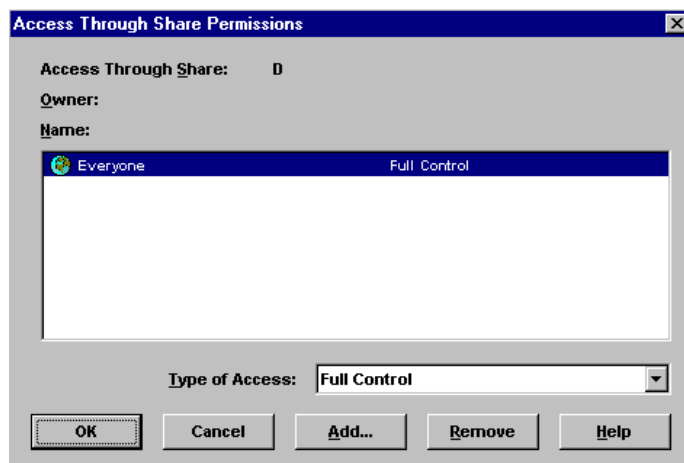 Access Through Share Permissions
Access Through Share: D
Owner:
Name:
Everyone Full Control
Type of Access: Full Control
OK Cancel Add... Remove Help